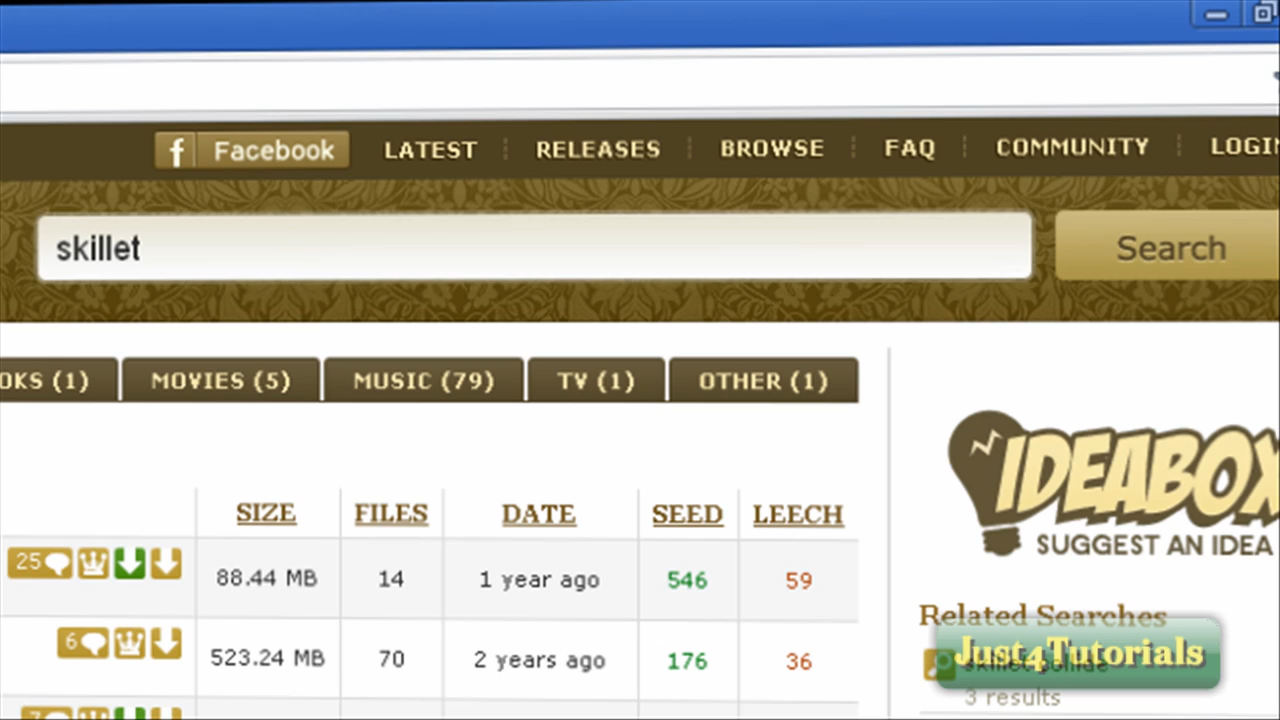 f Facebook LATEST RELEASES BROWSE FAQ COMMUNITY
skillet Search
MOVIES (5) MUSIC (79) TV (1) OTHER (1)
IDEABOX
SUGGEST AN IDEA
SIZE FILES DATE SEED LEECH
25 88.44 MB 14 1 year ago 546 59
6 523.24 MB 70 2 years ago 176 36
Related Searches
Just4Tutorials
skillet collide
3 results